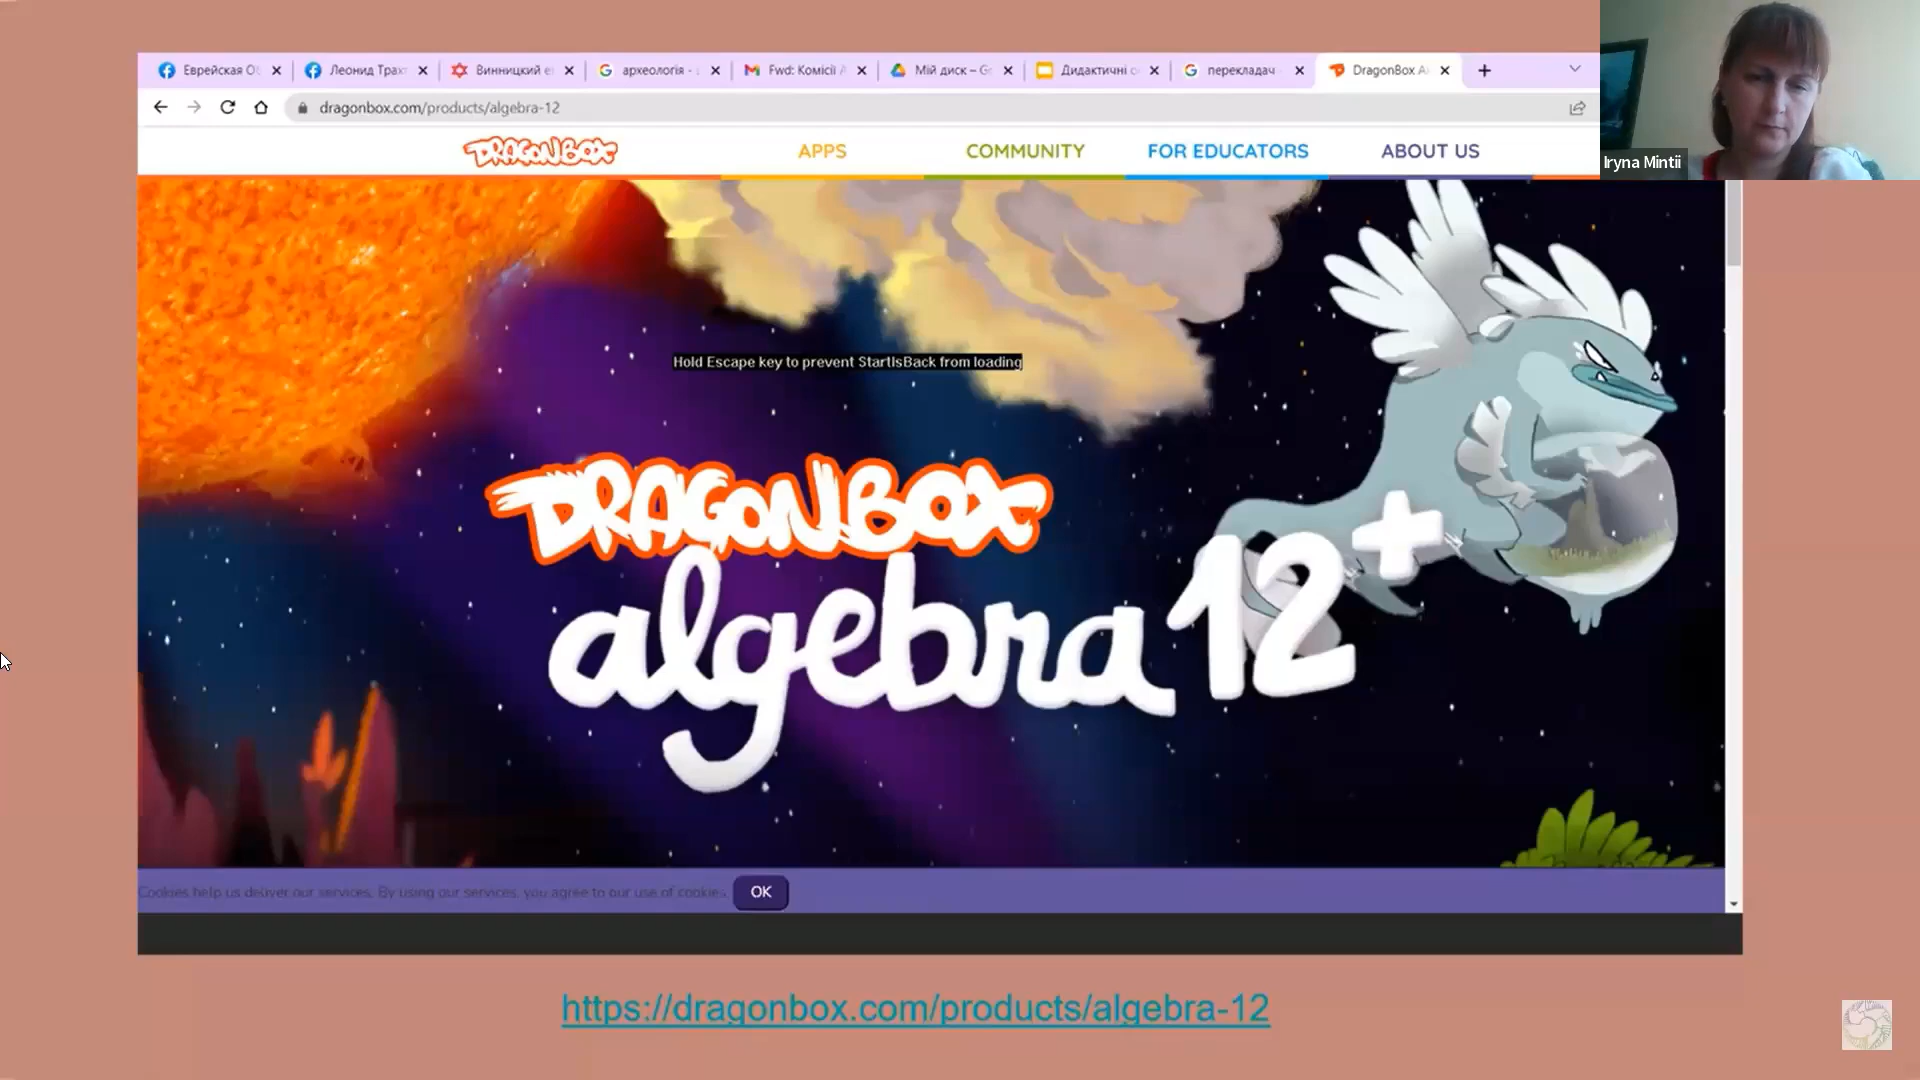 Еврейская О
Леонид Трах
Винницкий е
археологія -
Fwd: Комісії
Мій диск – G
Дидактичні
перекладач
DragonBox Al
dragonbox.com/products/algebra-12
DRAGONBOX
APPS
COMMUNITY
FOR EDUCATORS
ABOUT US
Iryna Mintii
Hold Escape key to prevent StartIsBack from loading
DRAGONBOX
algebra 12+
Cookies help us deliver our services. By using our services, you agree to our use of cookies.
OK
https://dragonbox.com/products/algebra-12